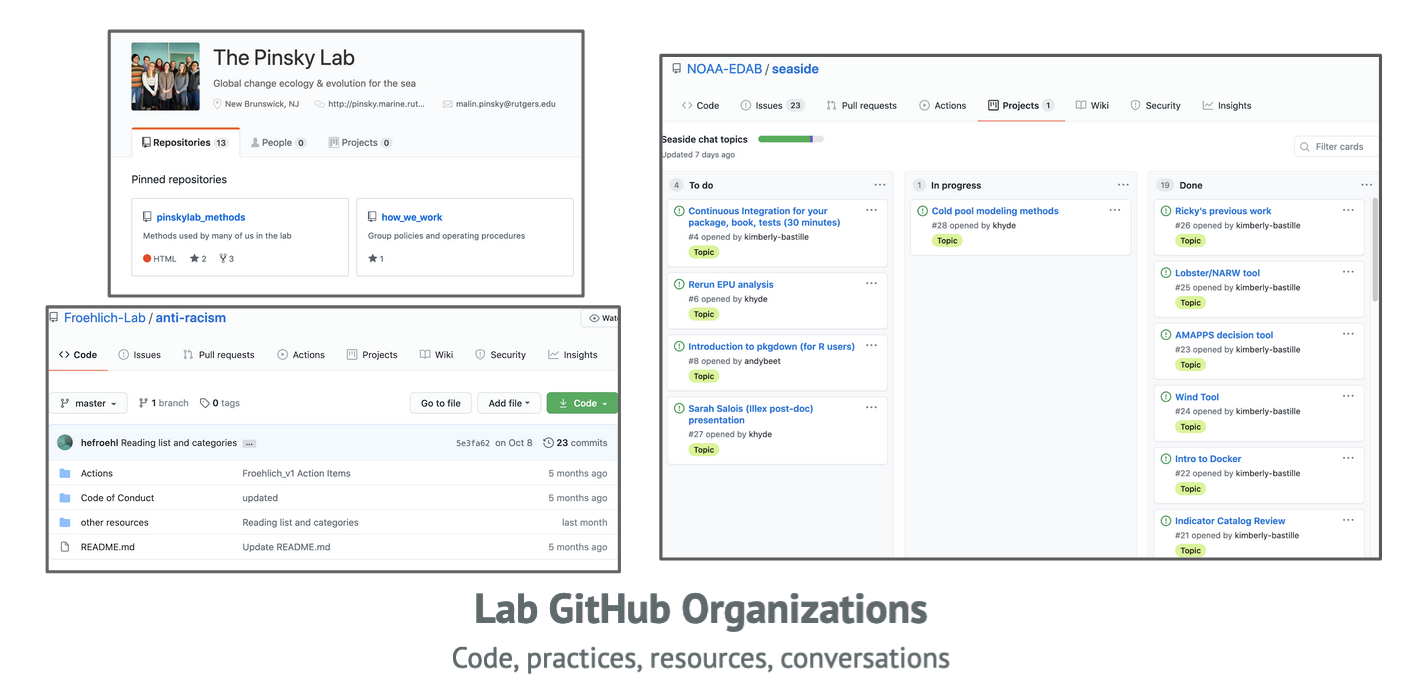 The Pinsky Lab
Global change ecology & evolution for the sea
New Brunswick, NJ http://pinsky.marine.rut... malin.pinsky@rutgers.edu
Repositories 13 People 0 Projects 0
Pinned repositories
pinskylab_methods
Methods used by many of us in the lab
HTML 2 3
how_we_work
Group policies and operating procedures
1
Froehlich-Lab / anti-racism
Wat
Code Issues Pull requests Actions Projects Wiki Security Insights
master 1 branch 0 tags Go to file Add file Code
hefroehl Reading list and categories ... 5e3fa62 on Oct 8 23 commits
Actions Froehlich_v1 Action Items 5 months ago
Code of Conduct updated 5 months ago
other resources Reading list and categories last month
README.md Update README.md 5 months ago
NOAA-EDAB / seaside
Code Issues 23 Pull requests Actions Projects 1 Wiki Security Insights
Seaside chat topics
Updated 7 days ago
Filter cards
4 To do ...
Continuous Integration for your ...
package, book, tests (30 minutes)
#4 opened by kimberly-bastille
Topic
Rerun EPU analysis ...
#6 opened by khyde
Topic
Introduction to pkgdown (for R users) ...
#8 opened by andybeet
Topic
Sarah Salois (Illex post-doc) ...
presentation
#27 opened by khyde
Topic
1 In progress ...
Cold pool modeling methods ...
#28 opened by khyde
Topic
19 Done ...
Ricky's previous work ...
#26 opened by kimberly-bastille
Topic
Lobster/NARW tool ...
#25 opened by kimberly-bastille
Topic
AMAPPS decision tool ...
#23 opened by kimberly-bastille
Topic
Wind Tool ...
#24 opened by kimberly-bastille
Topic
Intro to Docker ...
#22 opened by kimberly-bastille
Topic
Indicator Catalog Review ...
#21 opened by kimberly-bastille
Topic
Lab GitHub Organizations
Code, practices, resources, conversations